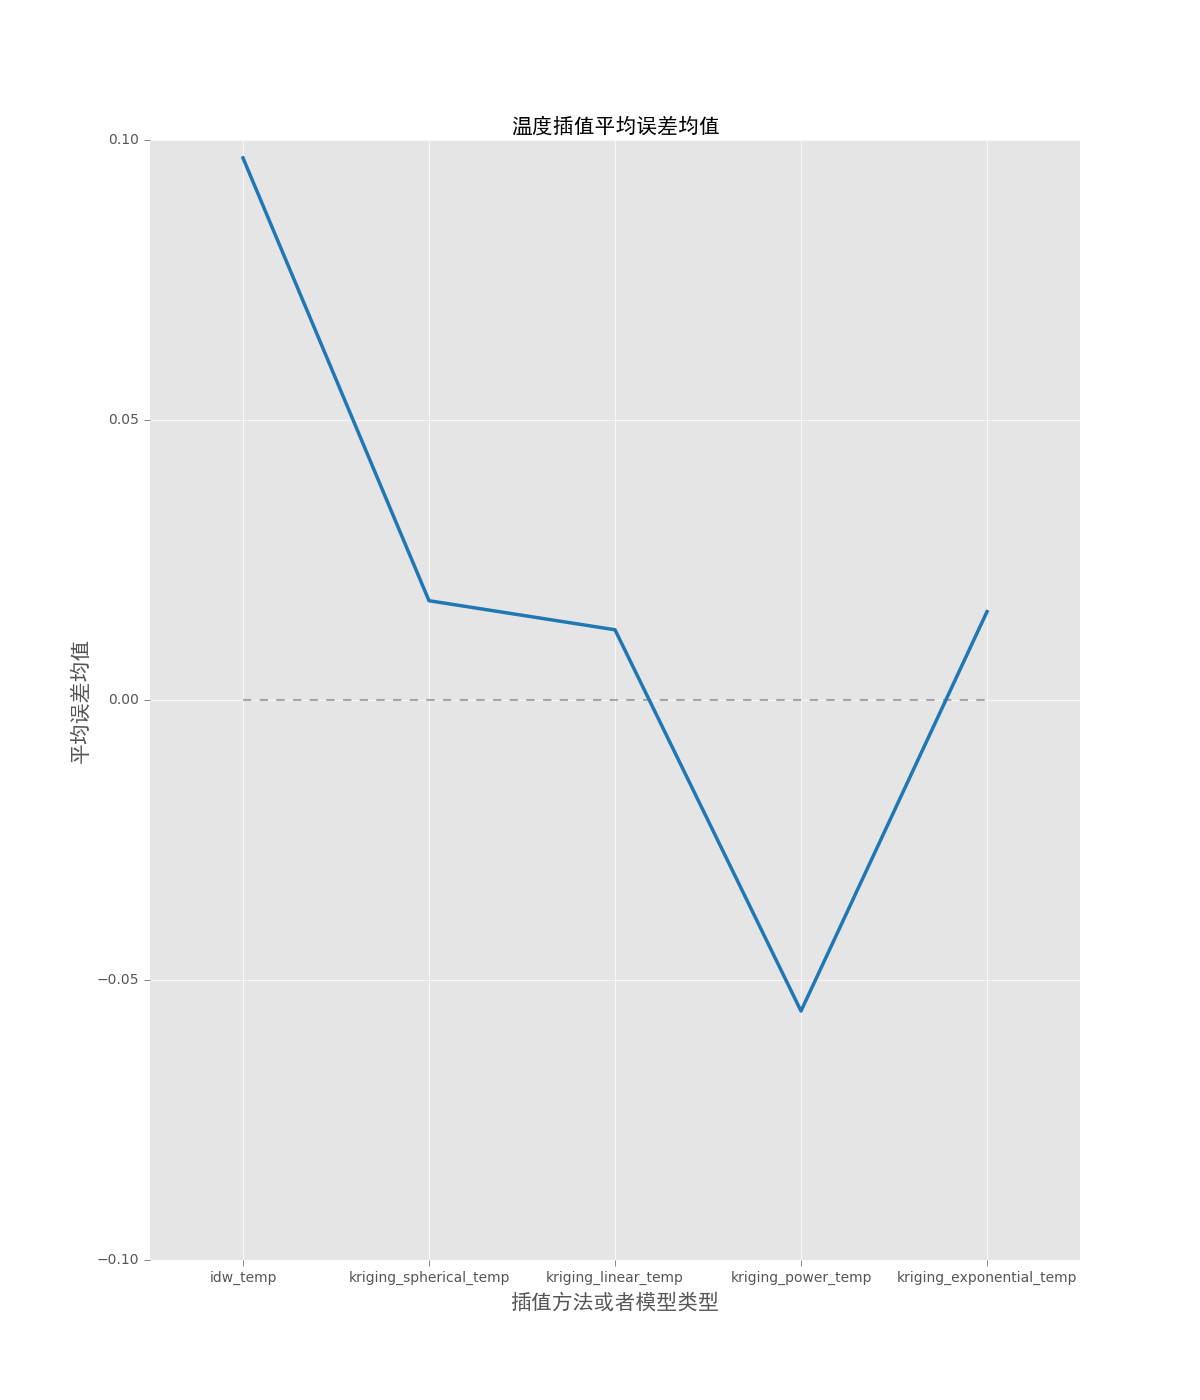 温度插值平均误差均值
0.10
0.05
0.00
−0.05
−0.10
平均误差均值
idw_temp
kriging_spherical_temp
kriging_linear_temp
kriging_power_temp
kriging_exponential_temp
插值方法或者模型类型